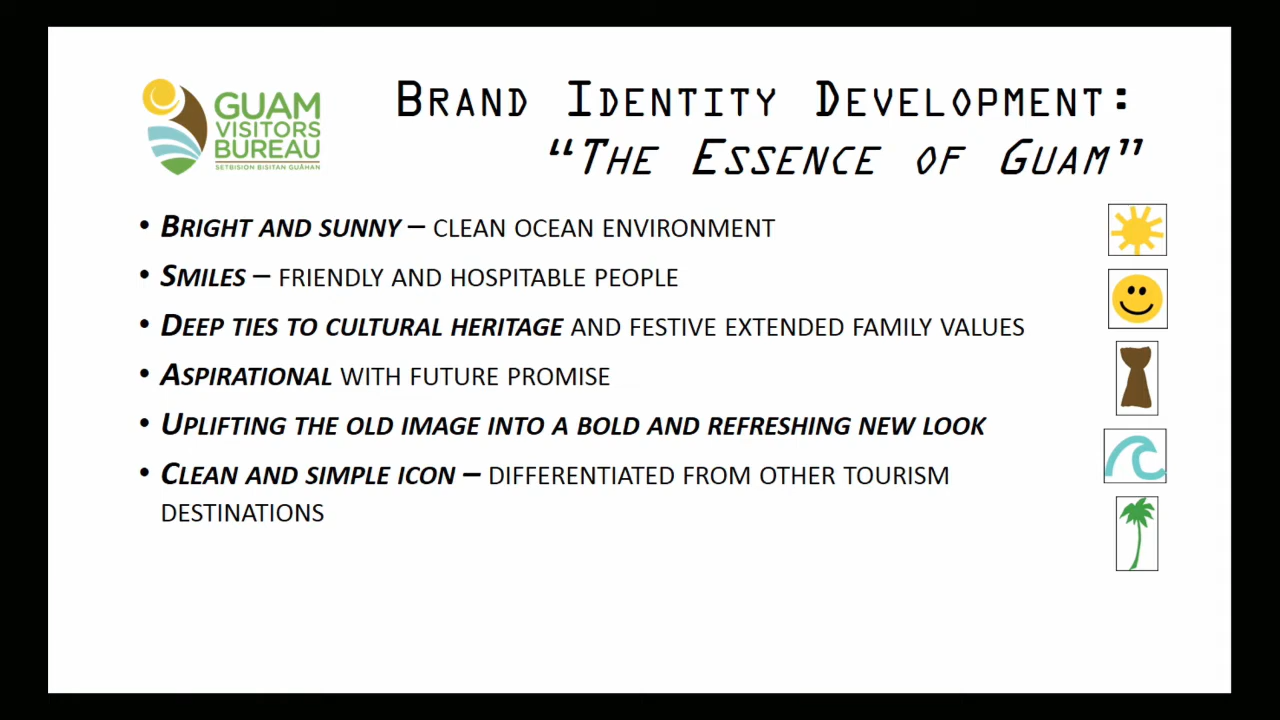 GUAM
VISITORS
BUREAU
SETBISION BISITAN GUÅHAN
BRAND IDENTITY DEVELOPMENT:
“THE ESSENCE OF GUAM”
• BRIGHT AND SUNNY – CLEAN OCEAN ENVIRONMENT
• SMILES – FRIENDLY AND HOSPITABLE PEOPLE
• DEEP TIES TO CULTURAL HERITAGE AND FESTIVE EXTENDED FAMILY VALUES
• ASPIRATIONAL WITH FUTURE PROMISE
• UPLIFTING THE OLD IMAGE INTO A BOLD AND REFRESHING NEW LOOK
• CLEAN AND SIMPLE ICON – DIFFERENTIATED FROM OTHER TOURISM
DESTINATIONS